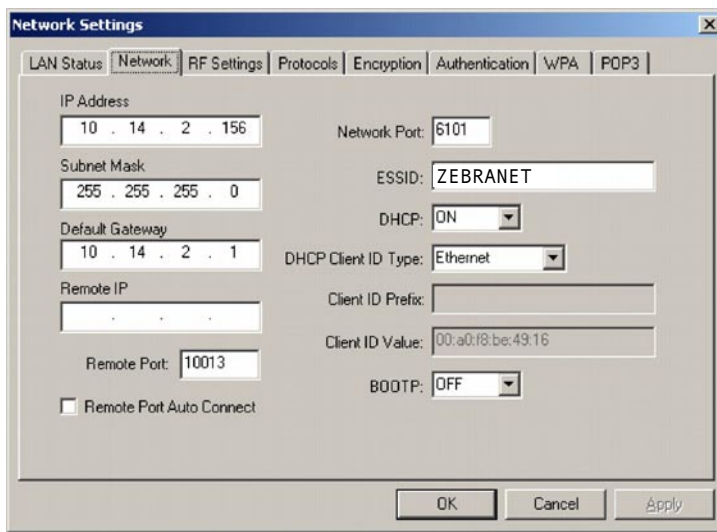 Network Settings
LAN Status Network RF Settings Protocols Encryption Authentication WPA POP3
IP Address
10 . 14 . 2 . 156
Subnet Mask
255 . 255 . 255 . 0
Default Gateway
10 . 14 . 2 . 1
Remote IP
. . .
Remote Port: 10013
Remote Port Auto Connect
Network Port: 6101
ESSID: ZEBRANET
DHCP: ON
DHCP Client ID Type: Ethernet
Client ID Prefix:
Client ID Value: 00:a0:f8:be:49:16
BOOTP: OFF
OK Cancel Apply